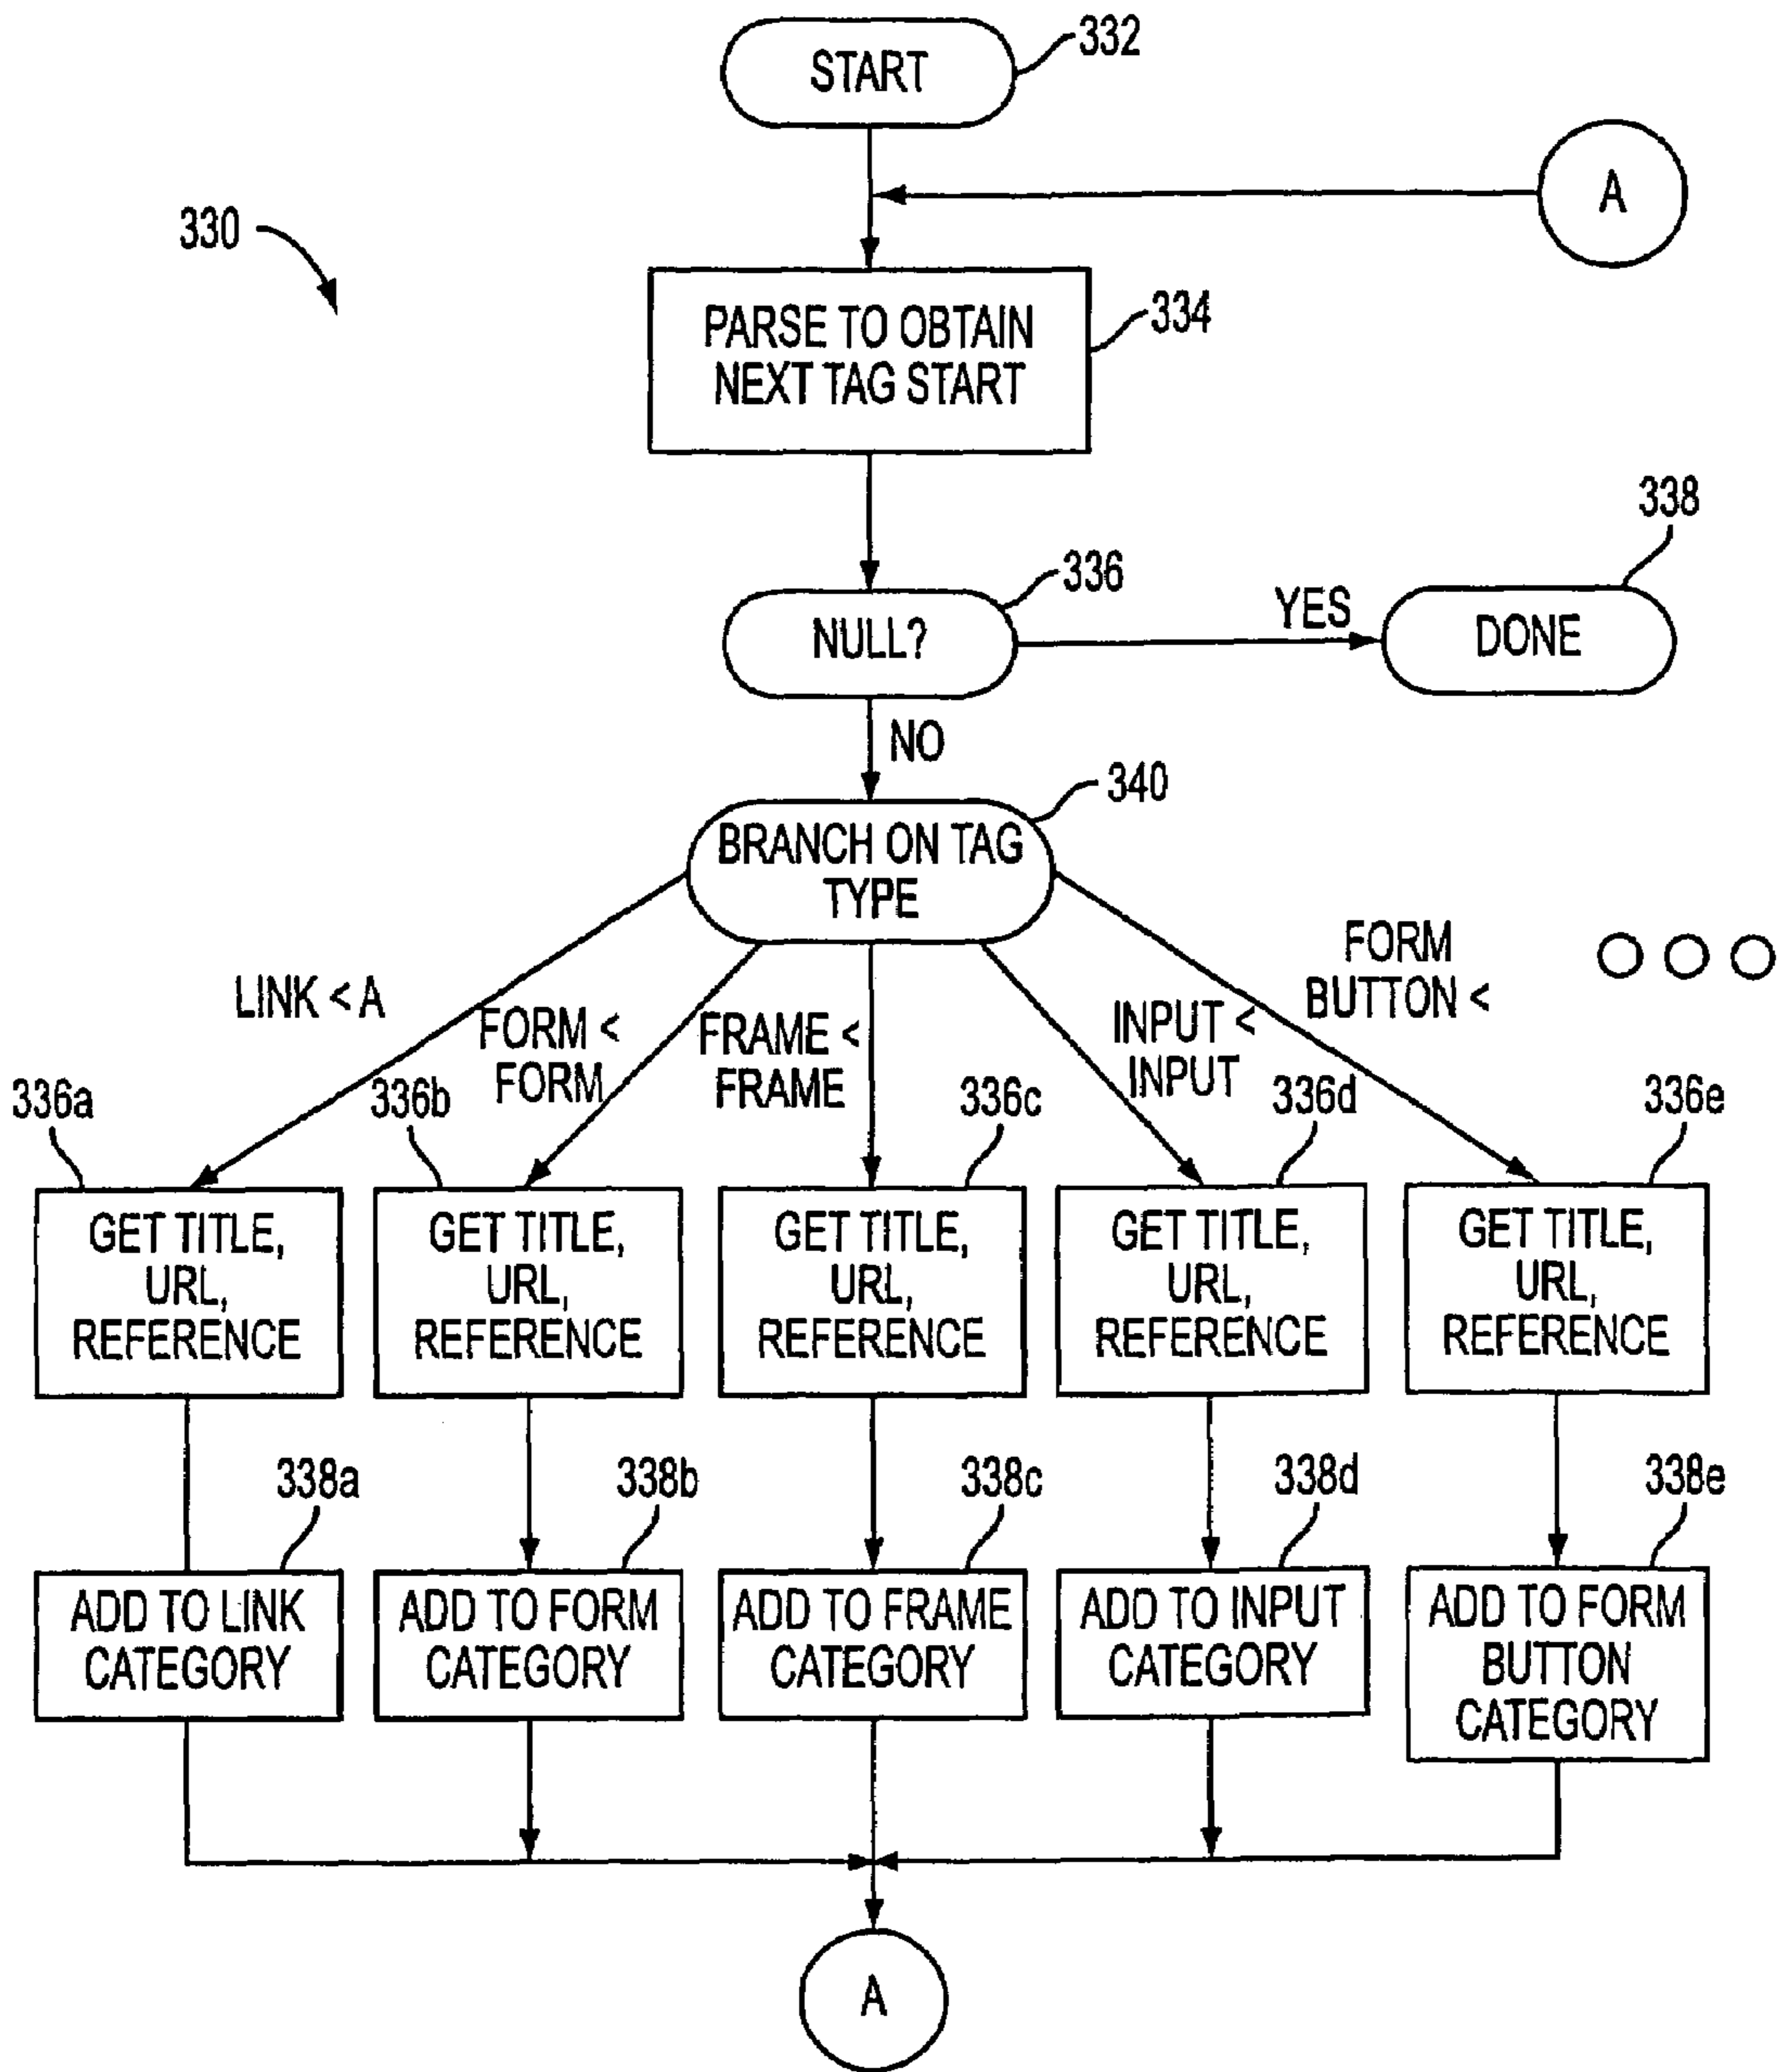 332
START
A
330
PARSE TO OBTAIN
NEXT TAG START
334
338
336
NULL?
YES
DONE
NO
340
BRANCH ON TAG
TYPE
LINK < A
FORM <
FORM
FRAME <
FRAME
INPUT <
INPUT
FORM
BUTTON <
336a
336b
336c
336d
336e
GET TITLE,
URL,
REFERENCE
GET TITLE,
URL,
REFERENCE
GET TITLE,
URL,
REFERENCE
GET TITLE,
URL,
REFERENCE
GET TITLE,
URL,
REFERENCE
338a
338b
338c
338d
338e
ADD TO LINK
CATEGORY
ADD TO FORM
CATEGORY
ADD TO FRAME
CATEGORY
ADD TO INPUT
CATEGORY
ADD TO FORM
BUTTON
CATEGORY
A